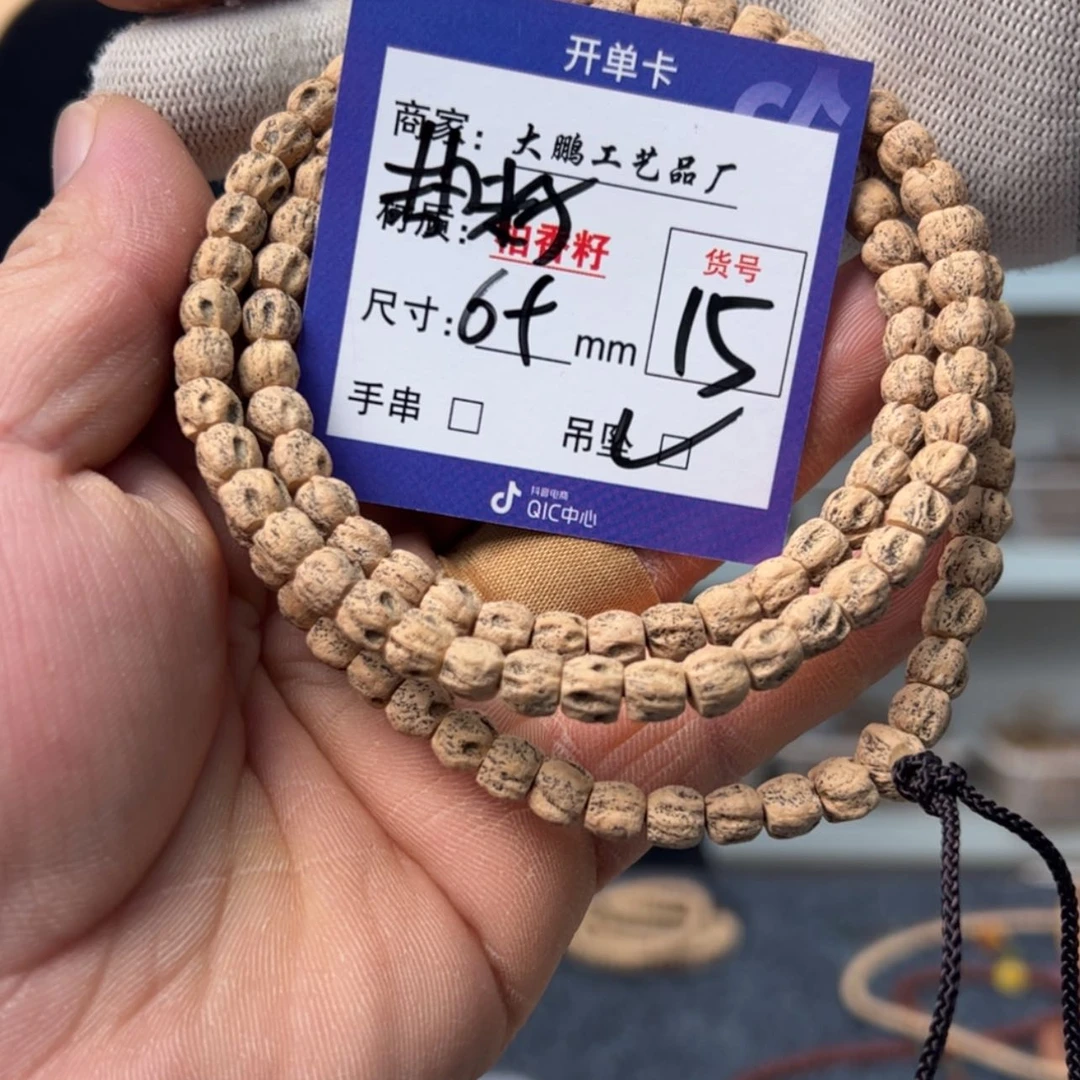 开单卡
商家: 大鹏工艺品厂
材质: 柏香籽
货号
尺寸: 6+ mm
15
手串 □ 吊坠 □
抖音电商
QIC中心